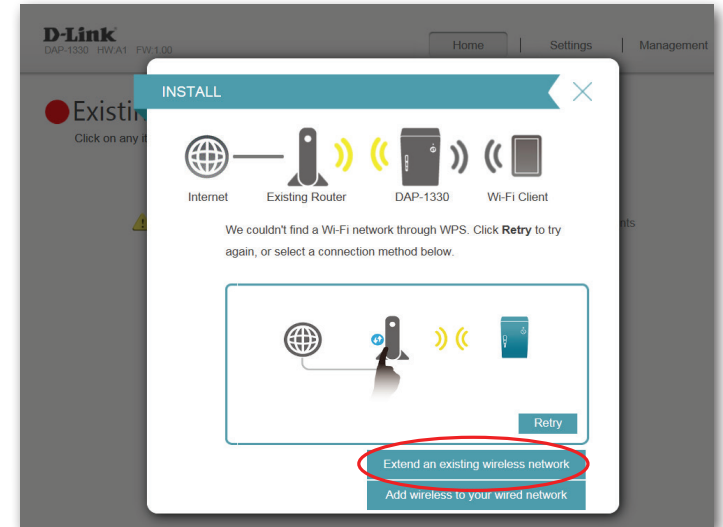 D-Link
DAP-1330 HW:A1 FW:1.00
Home
Settings
Management
INSTALL
Click on any
Internet
Existing Router
DAP-1330
Wi-Fi Client
We couldn't find a Wi-Fi network through WPS. Click Retry to try
again, or select a connection method below.
Retry
Extend an existing wireless network
Add wireless to your wired network